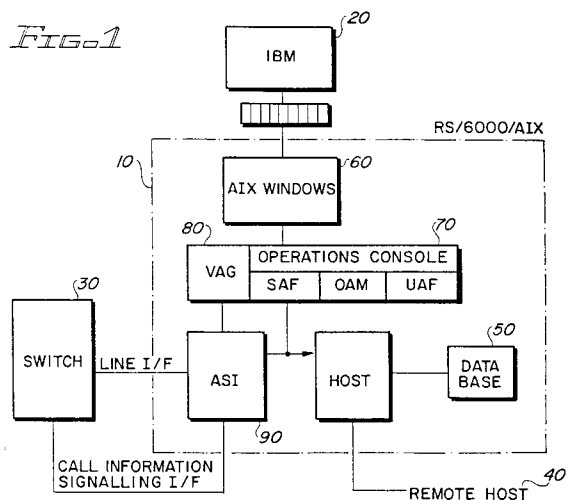 FIG.1
20
IBM
RS/6000/AIX
10
60
AIX WINDOWS
80
70
VAG
OPERATIONS CONSOLE
SAF
OAM
UAF
30
SWITCH
LINE I/F
ASI
90
HOST
50
DATA
BASE
CALL INFORMATION
SIGNALLING I/F
REMOTE HOST
40